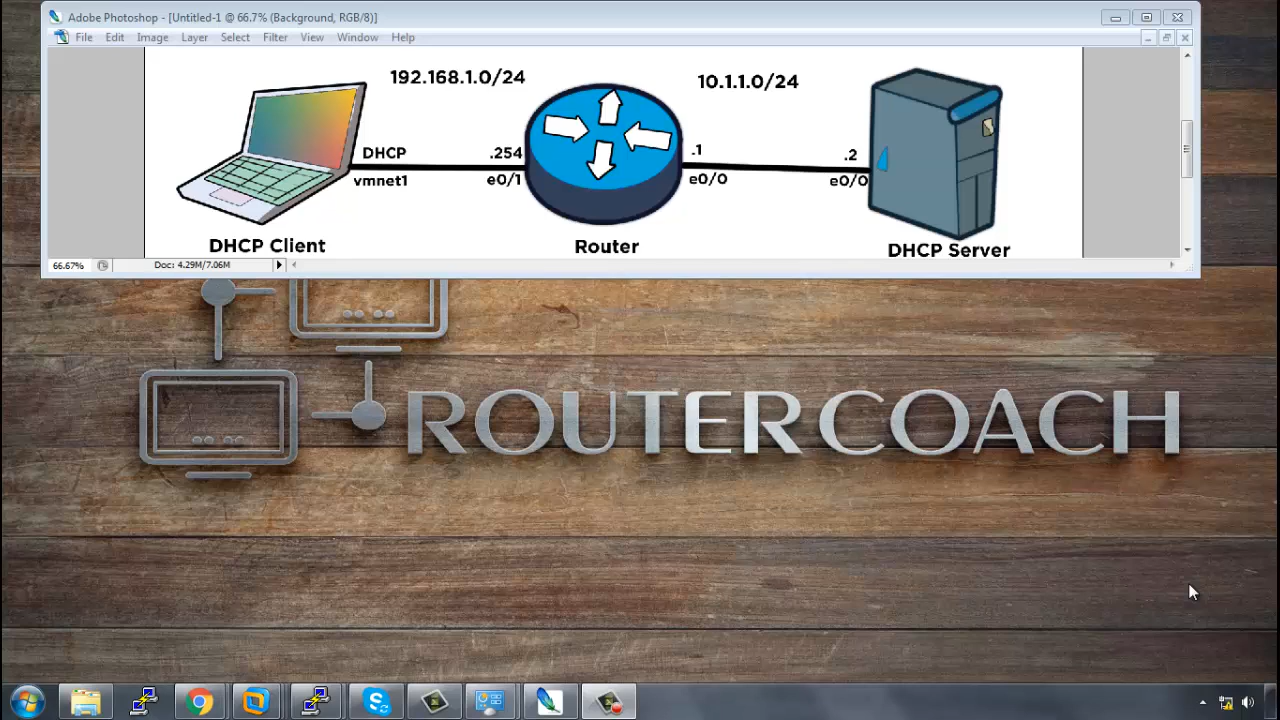 Adobe Photoshop - [Untitled-1 @ 66.7% (Background, RGB/8)]
File Edit Image Layer Select Filter View Window Help
192.168.1.0/24
10.1.1.0/24
DHCP
.254
.1
.2
vmnet1
e0/1
e0/0
e0/0
DHCP Client
Router
DHCP Server
66.67%
Doc: 4.29M/7.06M
ROUTERCOACH